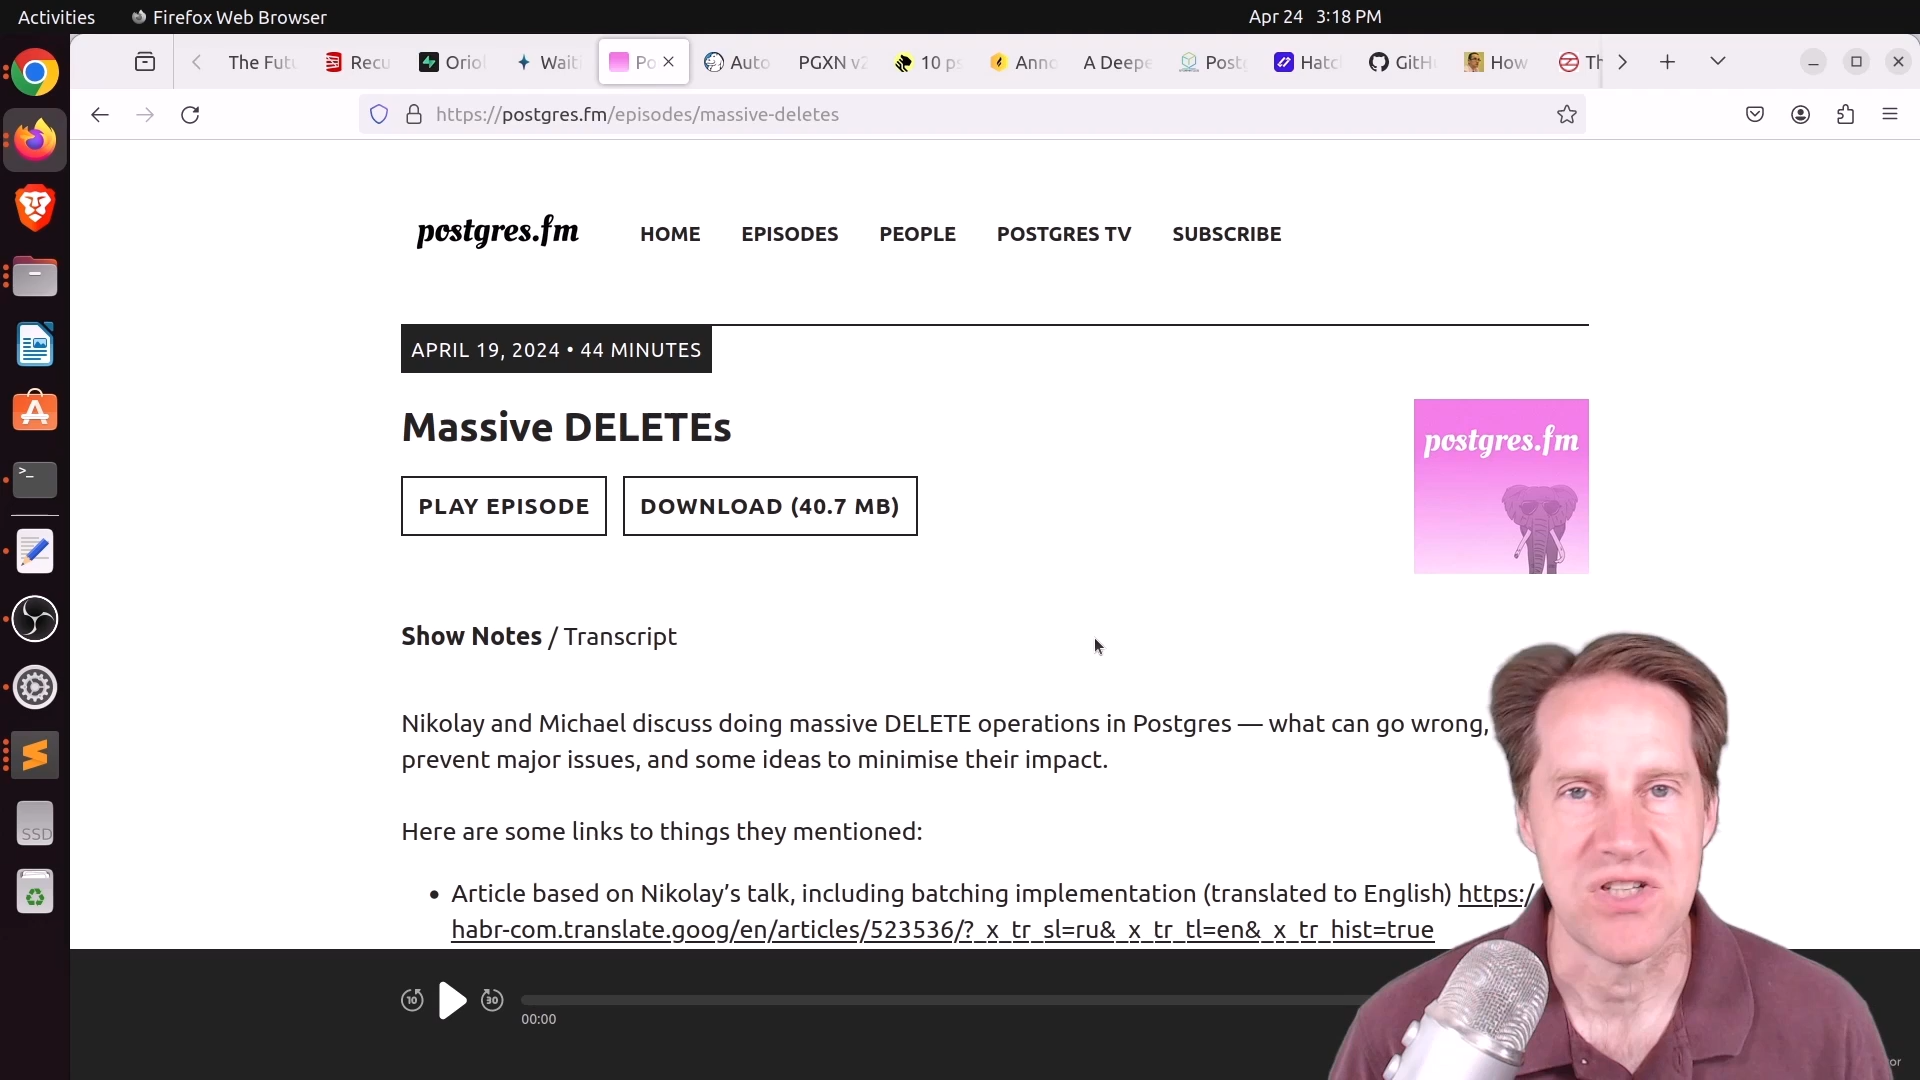 Activities Firefox Web Browser Apr 24 3:18 PM
The Futu Recu Oriol Waiti Po Auto PGXN v2 10 ps Anno A Deepe Postg Hatc GitH How Th
https://postgres.fm/episodes/massive-deletes
postgres.fm HOME EPISODES PEOPLE POSTGRES TV SUBSCRIBE
APRIL 19, 2024 • 44 MINUTES
Massive DELETEs
postgres.fm
PLAY EPISODE DOWNLOAD (40.7 MB)
Show Notes / Transcript
Nikolay and Michael discuss doing massive DELETE operations in Postgres — what can go wrong,
prevent major issues, and some ideas to minimise their impact.
Here are some links to things they mentioned:
• Article based on Nikolay’s talk, including batching implementation (translated to English) https:/
habr-com.translate.goog/en/articles/523536/?_x_tr_sl=ru&_x_tr_tl=en&_x_tr_hist=true
10 30
00:00
SSD